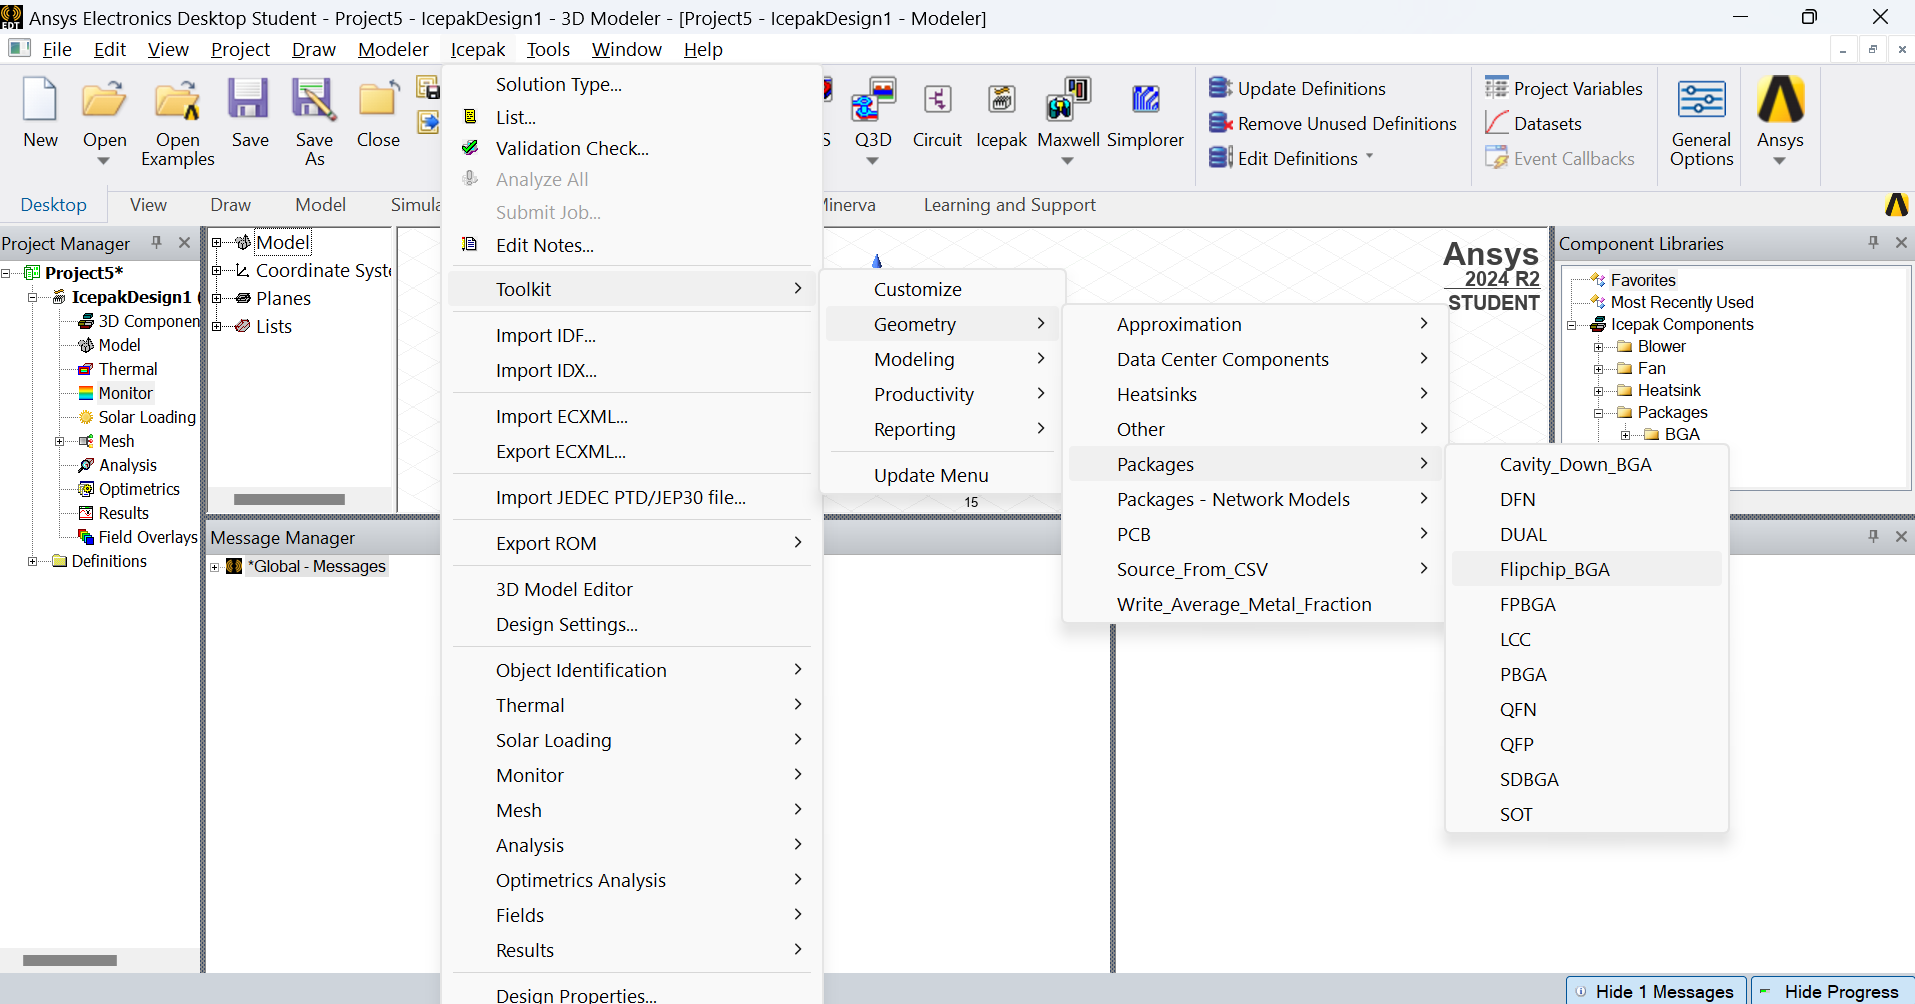 Ansys Electronics Desktop Student - Project5 - IcepakDesign1 - 3D Modeler - [Project5 - IcepakDesign1 - Modeler]
File Edit View Project Draw Modeler Icepak Tools Window Help
New
Open
Open Examples
Save
Save As
Close
Q3D
Circuit
Icepak
Maxwell
Simplorer
Update Definitions
Remove Unused Definitions
Edit Definitions
Project Variables
Datasets
Event Callbacks
General Options
Ansys
Desktop View Draw Model Simula
Minerva Learning and Support
Project Manager
Project5*
IcepakDesign1 (
3D Componen
Model
Thermal
Monitor
Solar Loading
Mesh
Analysis
Optimetrics
Results
Field Overlays
Definitions
Model
Coordinate Syste
Planes
Lists
Message Manager
*Global - Messages
Solution Type...
List...
Validation Check...
Analyze All
Submit Job...
Edit Notes...
Toolkit
Import IDF...
Import IDX...
Import ECXML...
Export ECXML...
Import JEDEC PTD/JEP30 file...
Export ROM
3D Model Editor
Design Settings...
Object Identification
Thermal
Solar Loading
Monitor
Mesh
Analysis
Optimetrics Analysis
Fields
Results
Design Properties...
Customize
Geometry
Modeling
Productivity
Reporting
Update Menu
15
Approximation
Data Center Components
Heatsinks
Other
Packages
Packages - Network Models
PCB
Source_From_CSV
Write_Average_Metal_Fraction
Cavity_Down_BGA
DFN
DUAL
Flipchip_BGA
FPBGA
LCC
PBGA
QFN
QFP
SDBGA
SOT
Ansys
2024 R2
STUDENT
Component Libraries
Favorites
Most Recently Used
Icepak Components
Blower
Fan
Heatsink
Packages
BGA
Hide 1 Messages
Hide Progress